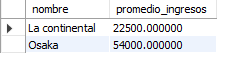 nombre promedio_ingresos
La continental 22500.000000
Osaka 54000.000000